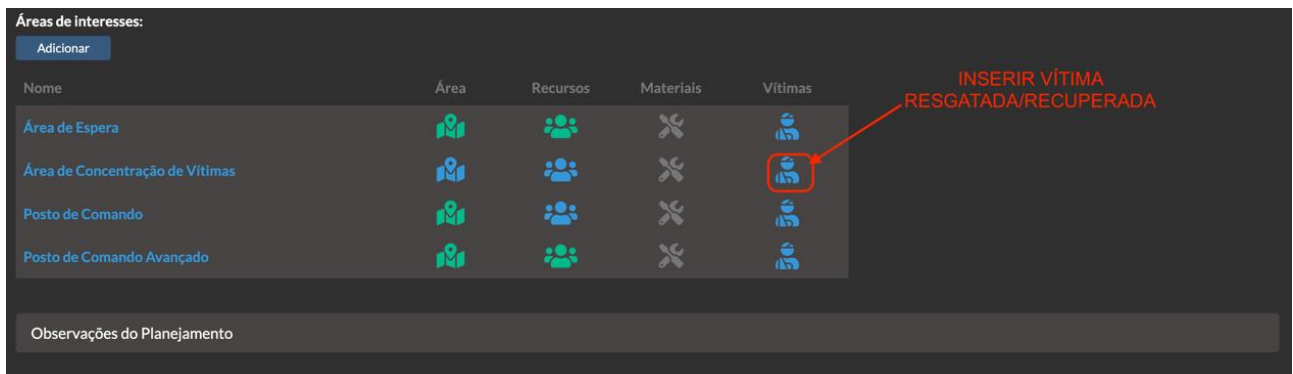 Áreas de interesses:
Adicionar
Nome Área Recursos Materiais Vítimas
INSERIR VÍTIMA
RESGATADA/RECUPERADA
Área de Espera
Área de Concentração de Vítimas
Posto de Comando
Posto de Comando Avançado
Observações do Planejamento